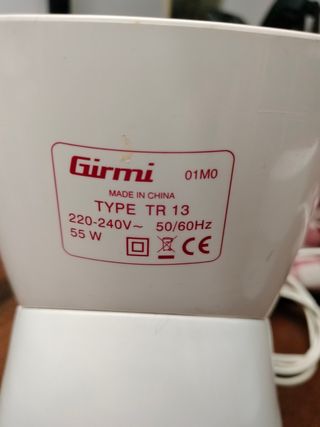 Girmi 01M0
MADE IN CHINA
TYPE TR 13
220-240V~ 50/60Hz
55 W CE